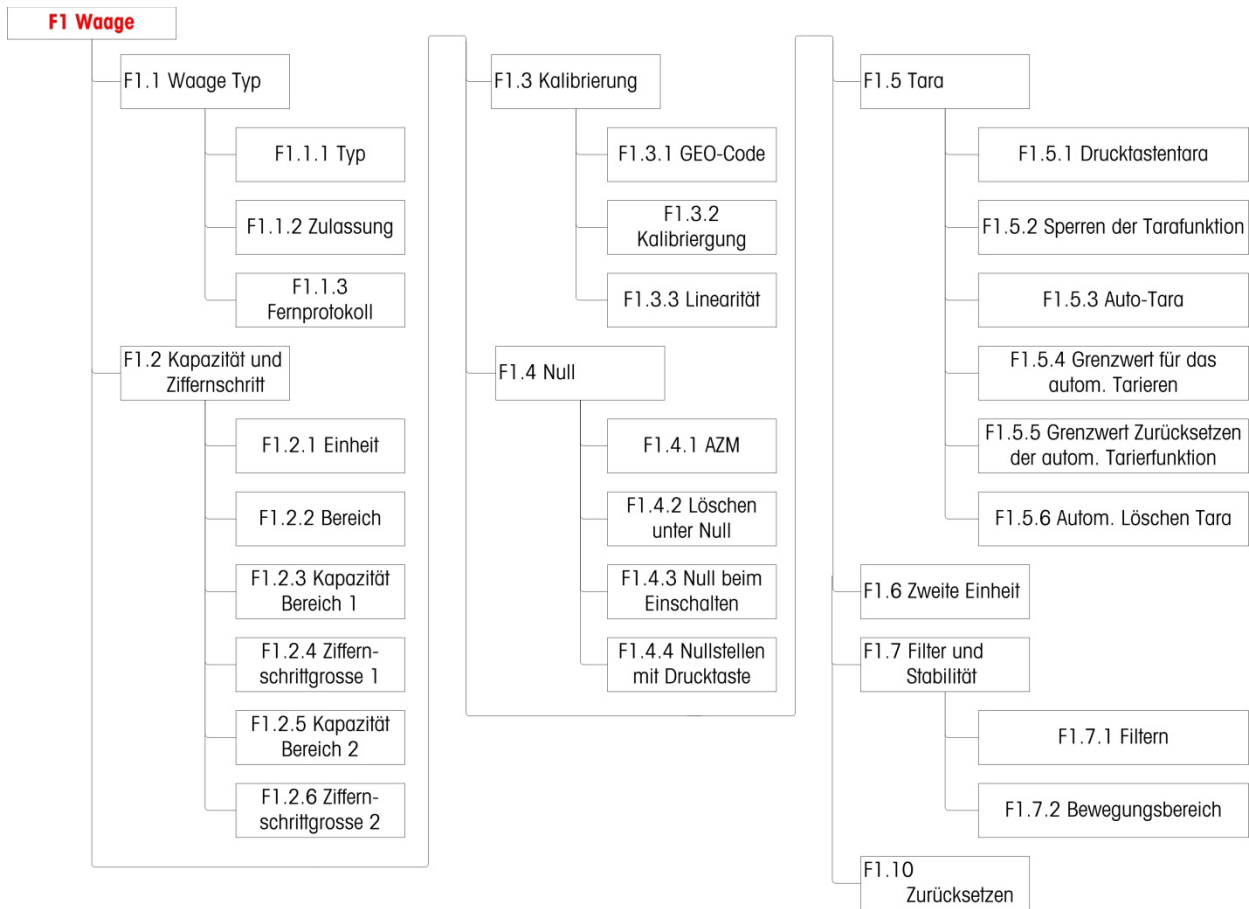 F1 Waage
F1.1 Waage Typ
F1.1.1 Typ
F1.1.2 Zulassung
F1.1.3
Fernprotokoll
F1.2 Kapazität und
Ziffernschritt
F1.2.1 Einheit
F1.2.2 Bereich
F1.2.3 Kapazität
Bereich 1
F1.2.4 Ziffern-
schrittgrosse 1
F1.2.5 Kapazität
Bereich 2
F1.2.6 Ziffern-
schrittgrosse 2
F1.3 Kalibrierung
F1.3.1 GEO-Code
F1.3.2
Kalibriergung
F1.3.3 Linearität
F1.4 Null
F1.4.1 AZM
F1.4.2 Löschen
unter Null
F1.4.3 Null beim
Einschalten
F1.4.4 Nullstellen
mit Drucktaste
F1.5 Tara
F1.5.1 Drucktastentara
F1.5.2 Sperren der Tarafunktion
F1.5.3 Auto-Tara
F1.5.4 Grenzwert für das
autom. Tarieren
F1.5.5 Grenzwert Zurücksetzen
der autom. Tarierfunktion
F1.5.6 Autom. Löschen Tara
F1.6 Zweite Einheit
F1.7 Filter und
Stabilität
F1.7.1 Filtern
F1.7.2 Bewegungsbereich
F1.10
Zurücksetzen